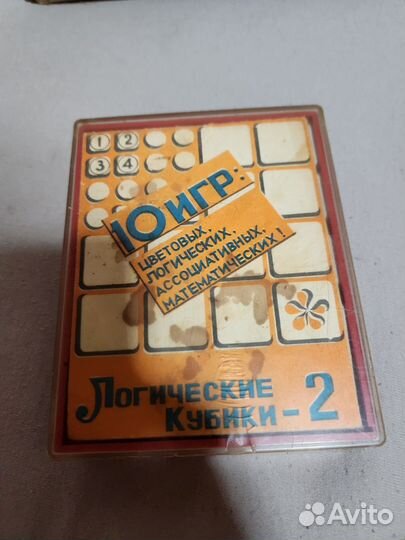 1 2
3 4
10 ИГР:
ЦВЕТОВЫХ,
ЛОГИЧЕСКИХ,
АССОЦИАТИВНЫХ,
МАТЕМАТИЧЕСКИХ!
ЛОГИЧЕСКИЕ
КУБИКИ-2
Avito